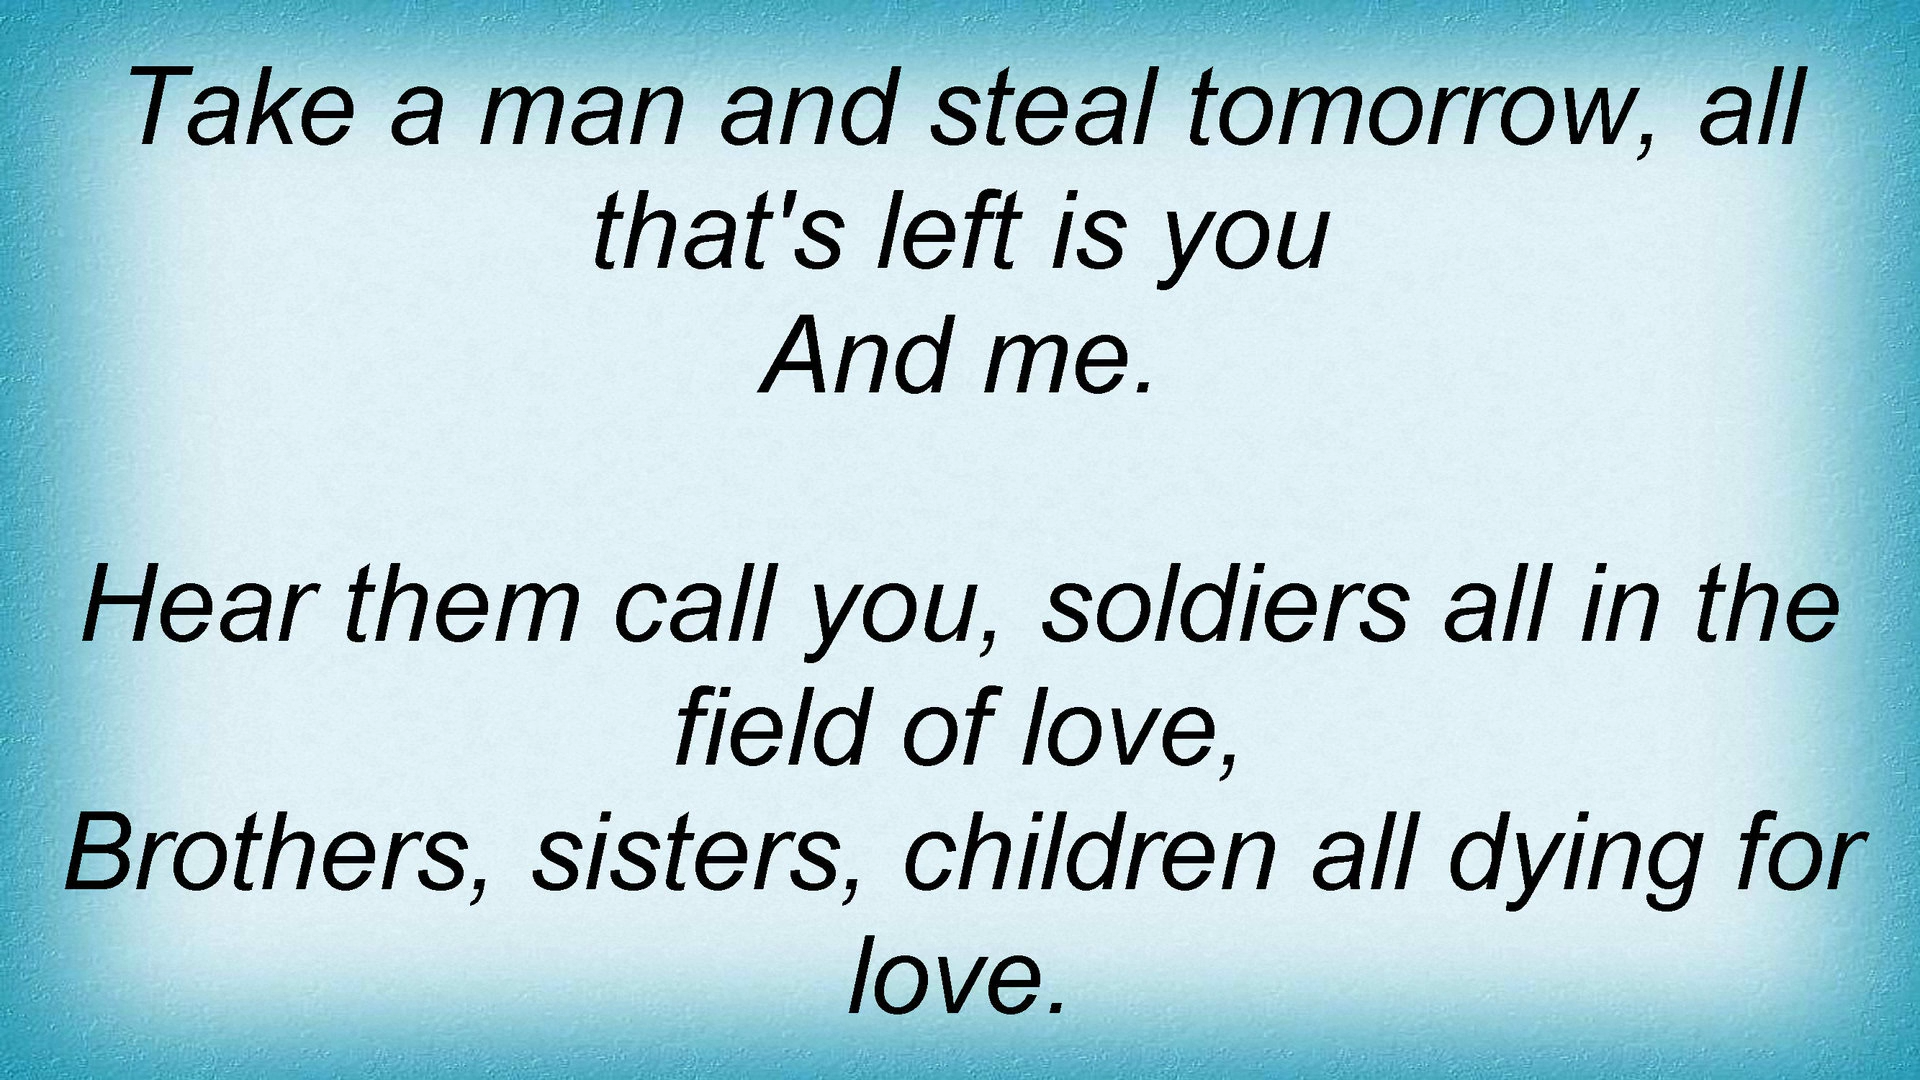 Take a man and steal tomorrow, all
that's left is you
And me.
Hear them call you, soldiers all in the
field of love,
Brothers, sisters, children all dying for
love.